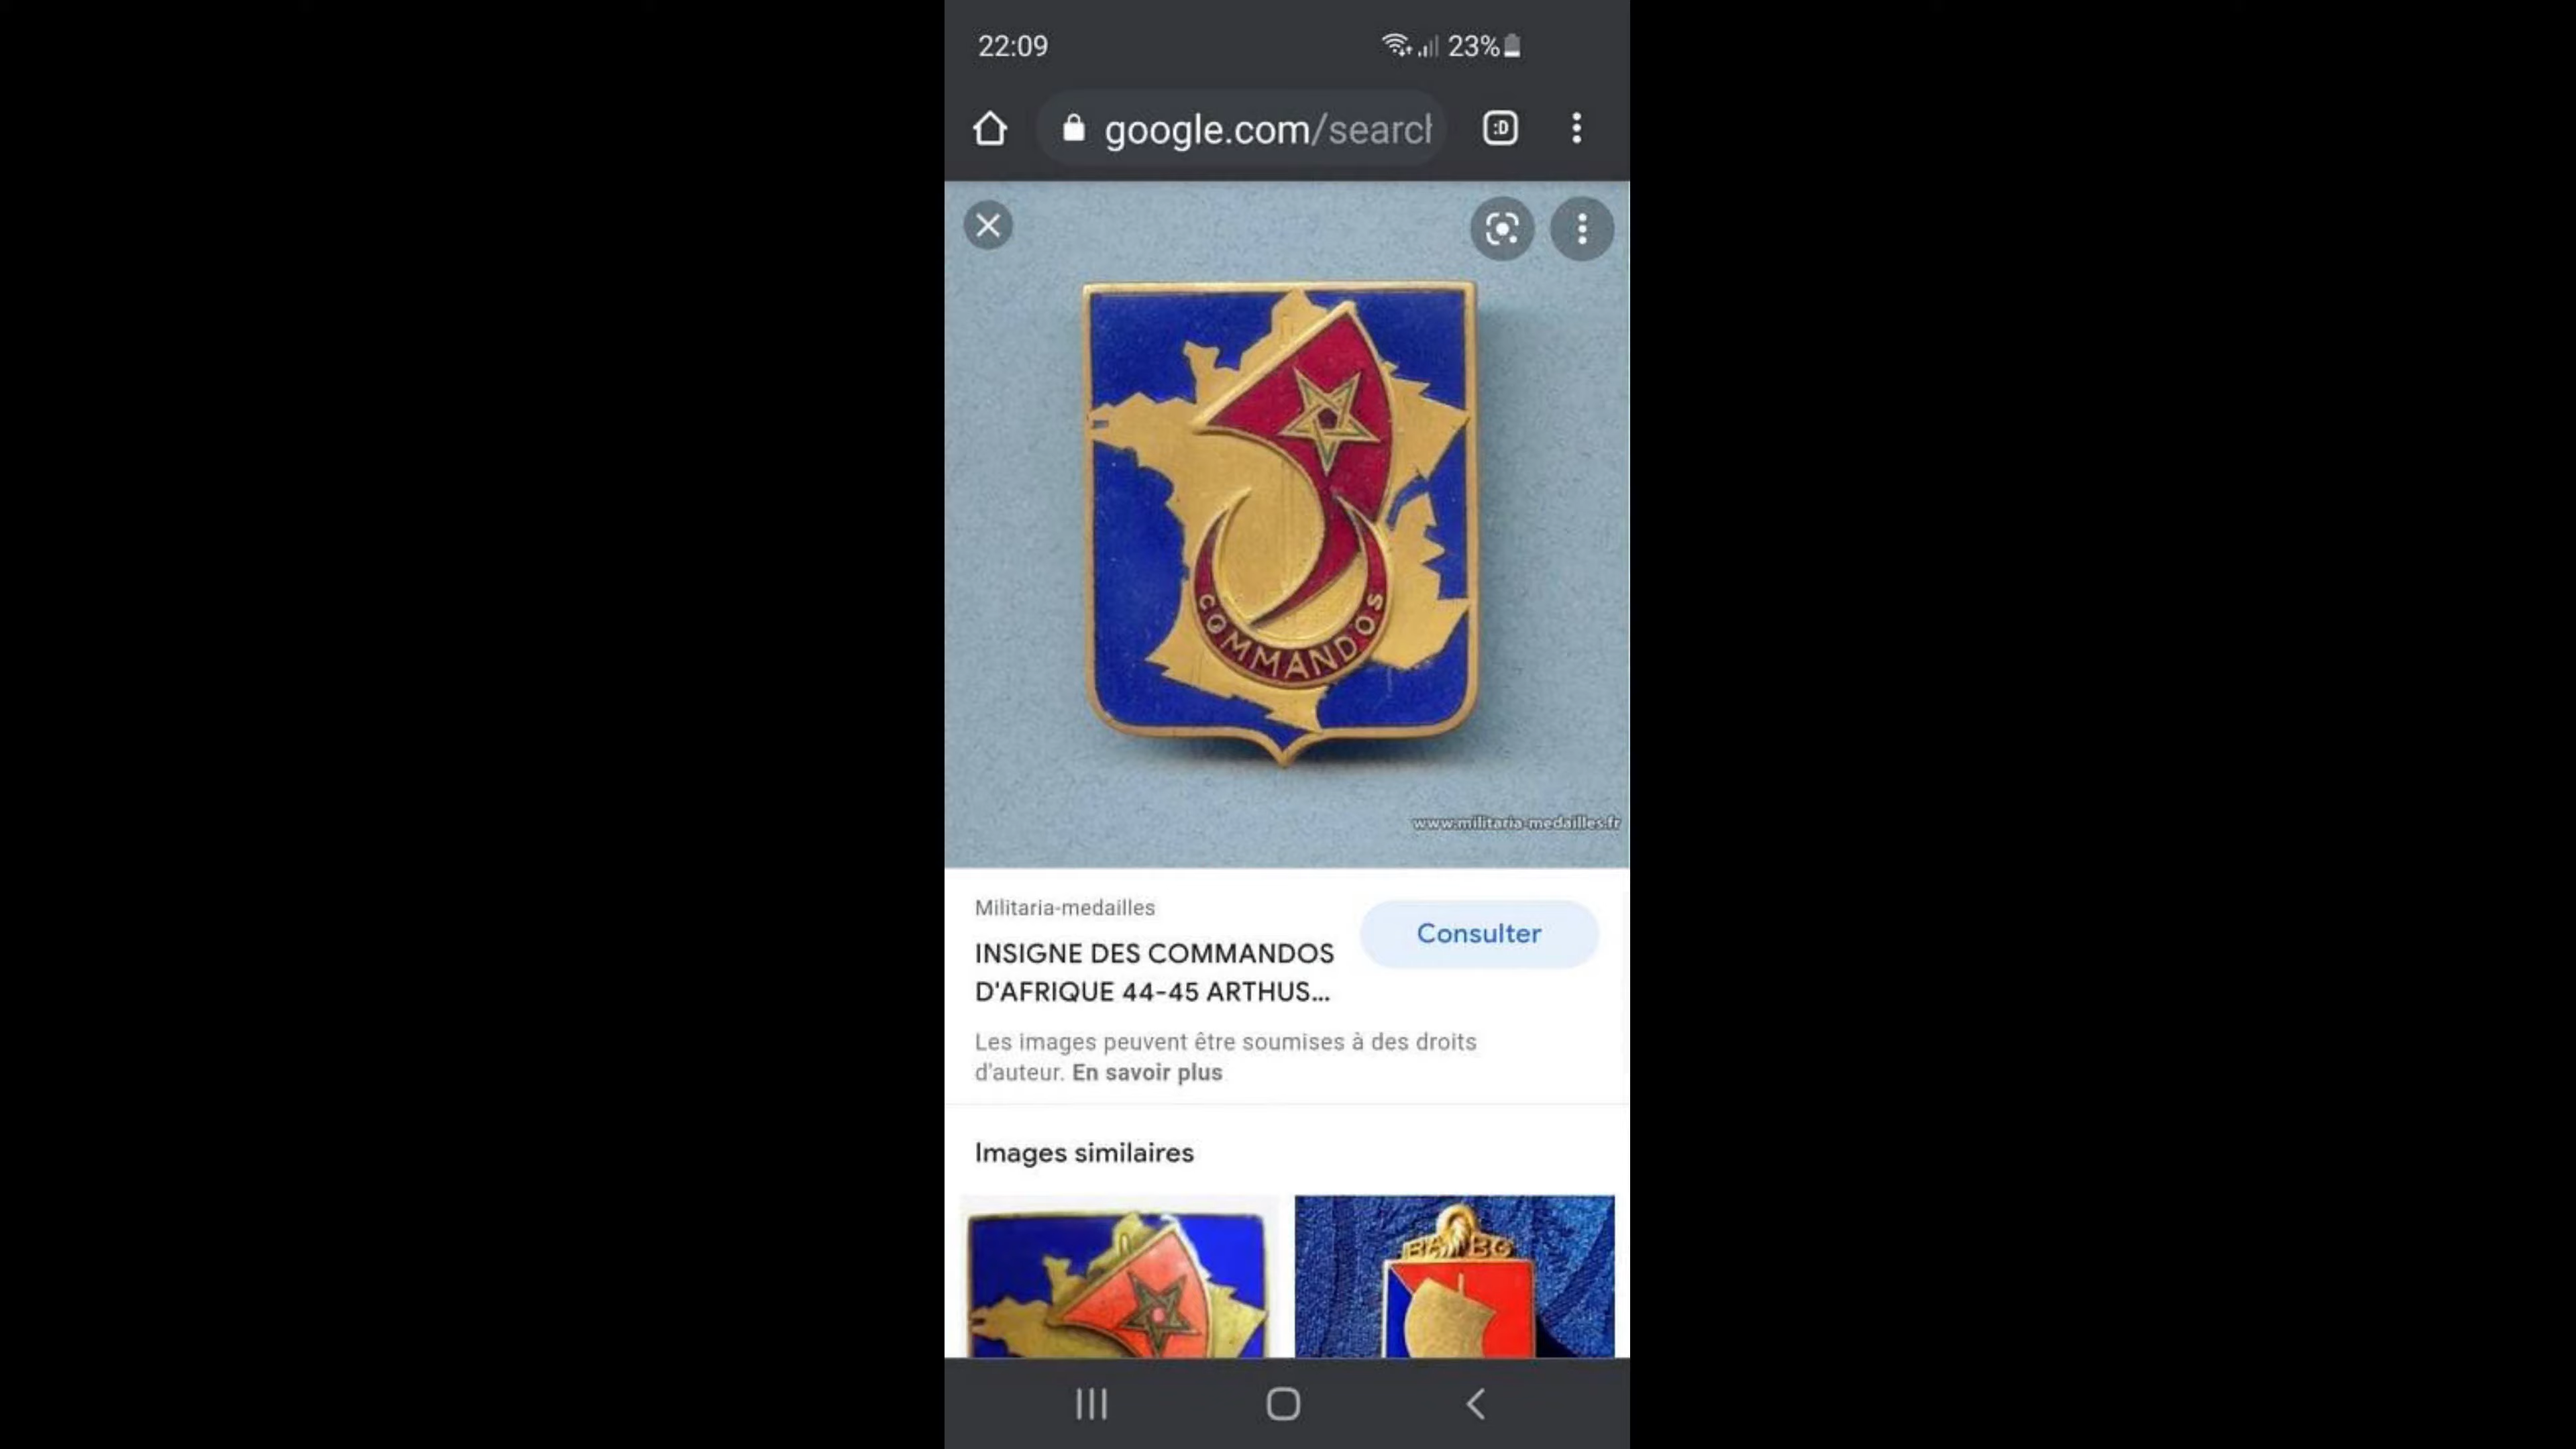 22:09
23%
google.com/search
:D
COMMANDOS
www.militaria-medailles.fr
Militaria-medailles
Consulter
INSIGNE DES COMMANDOS
D'AFRIQUE 44-45 ARTHUS...
Les images peuvent être soumises à des droits
d'auteur. En savoir plus
Images similaires